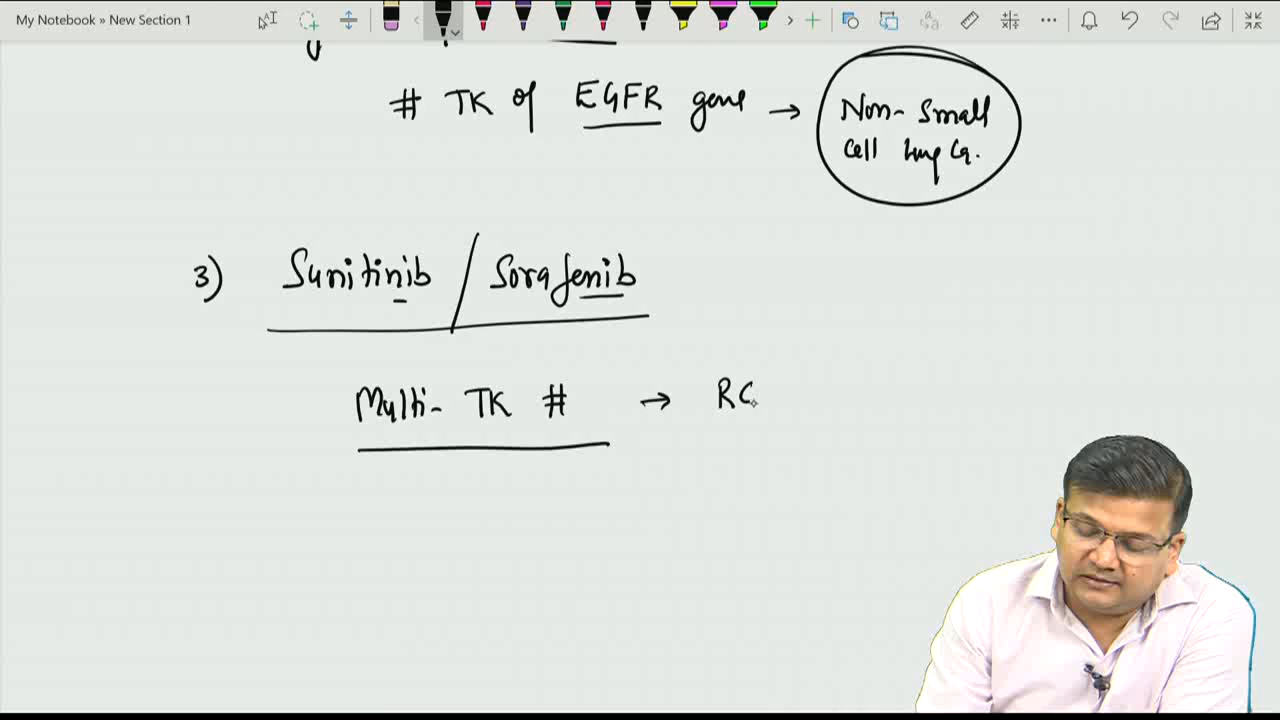 My Notebook » New Section 1
# TK of EGFR gene → Non-Small
Cell Lung Ca.
3) Sunitinib / Sorafenib
Multi- TK # → RC